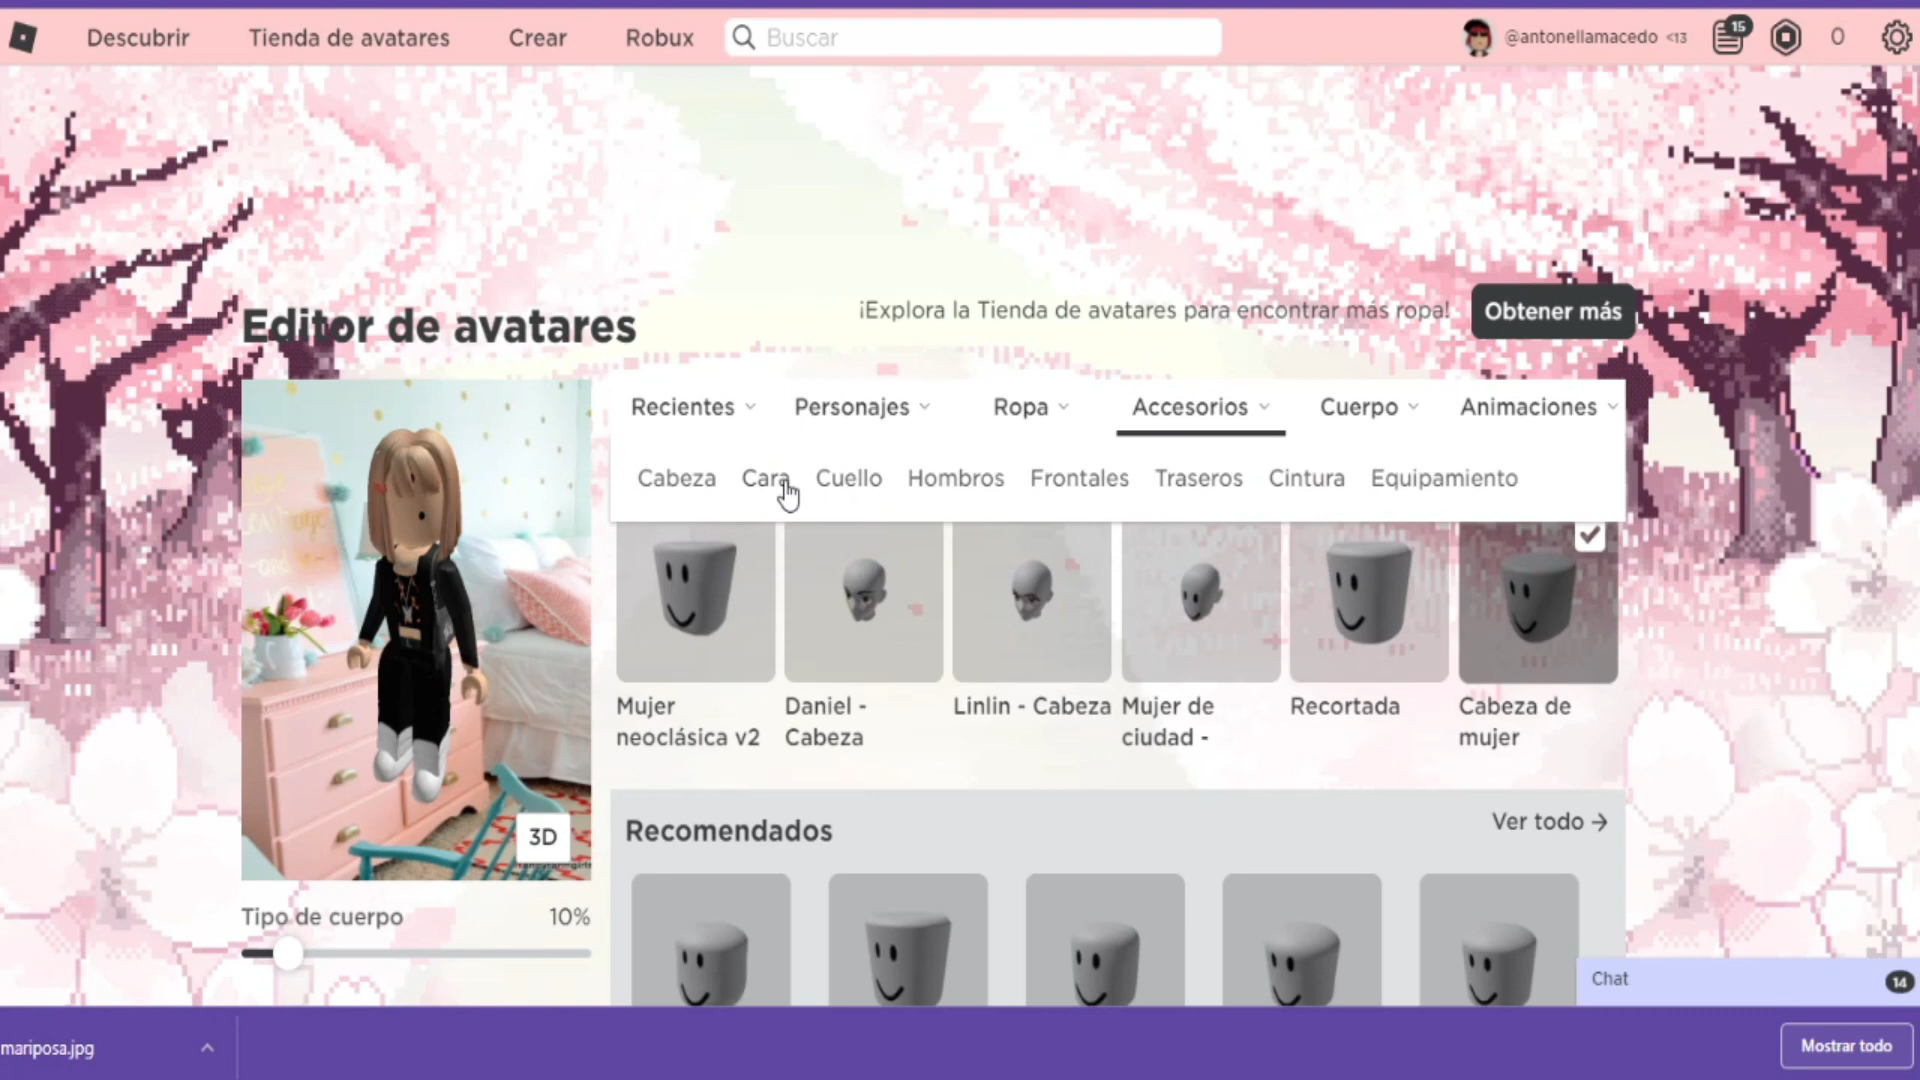 Descubrir
Tienda de avatares
Crear
Robux
Buscar
@antonellamacedo <13
15
0
Editor de avatares
¡Explora la Tienda de avatares para encontrar más ropa!
Obtener más
Recientes
Personajes
Ropa
Accesorios
Cuerpo
Animaciones
Cabeza
Cara
Cuello
Hombros
Frontales
Traseros
Cintura
Equipamiento
Mujer
neoclásica v2
Daniel -
Cabeza
Linlin - Cabeza
Mujer de
ciudad -
Recortada
Cabeza de
mujer
3D
Recomendados
Ver todo →
Tipo de cuerpo
10%
Chat
14
mariposa.jpg
Mostrar todo